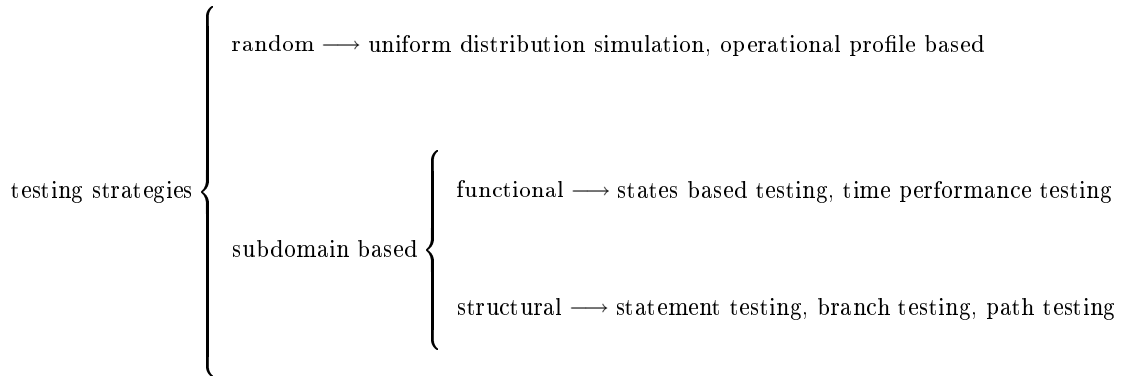 random ⟶ uniform distribution simulation, operational profile based
testing strategies
functional ⟶ states based testing, time performance testing
subdomain based
structural ⟶ statement testing, branch testing, path testing